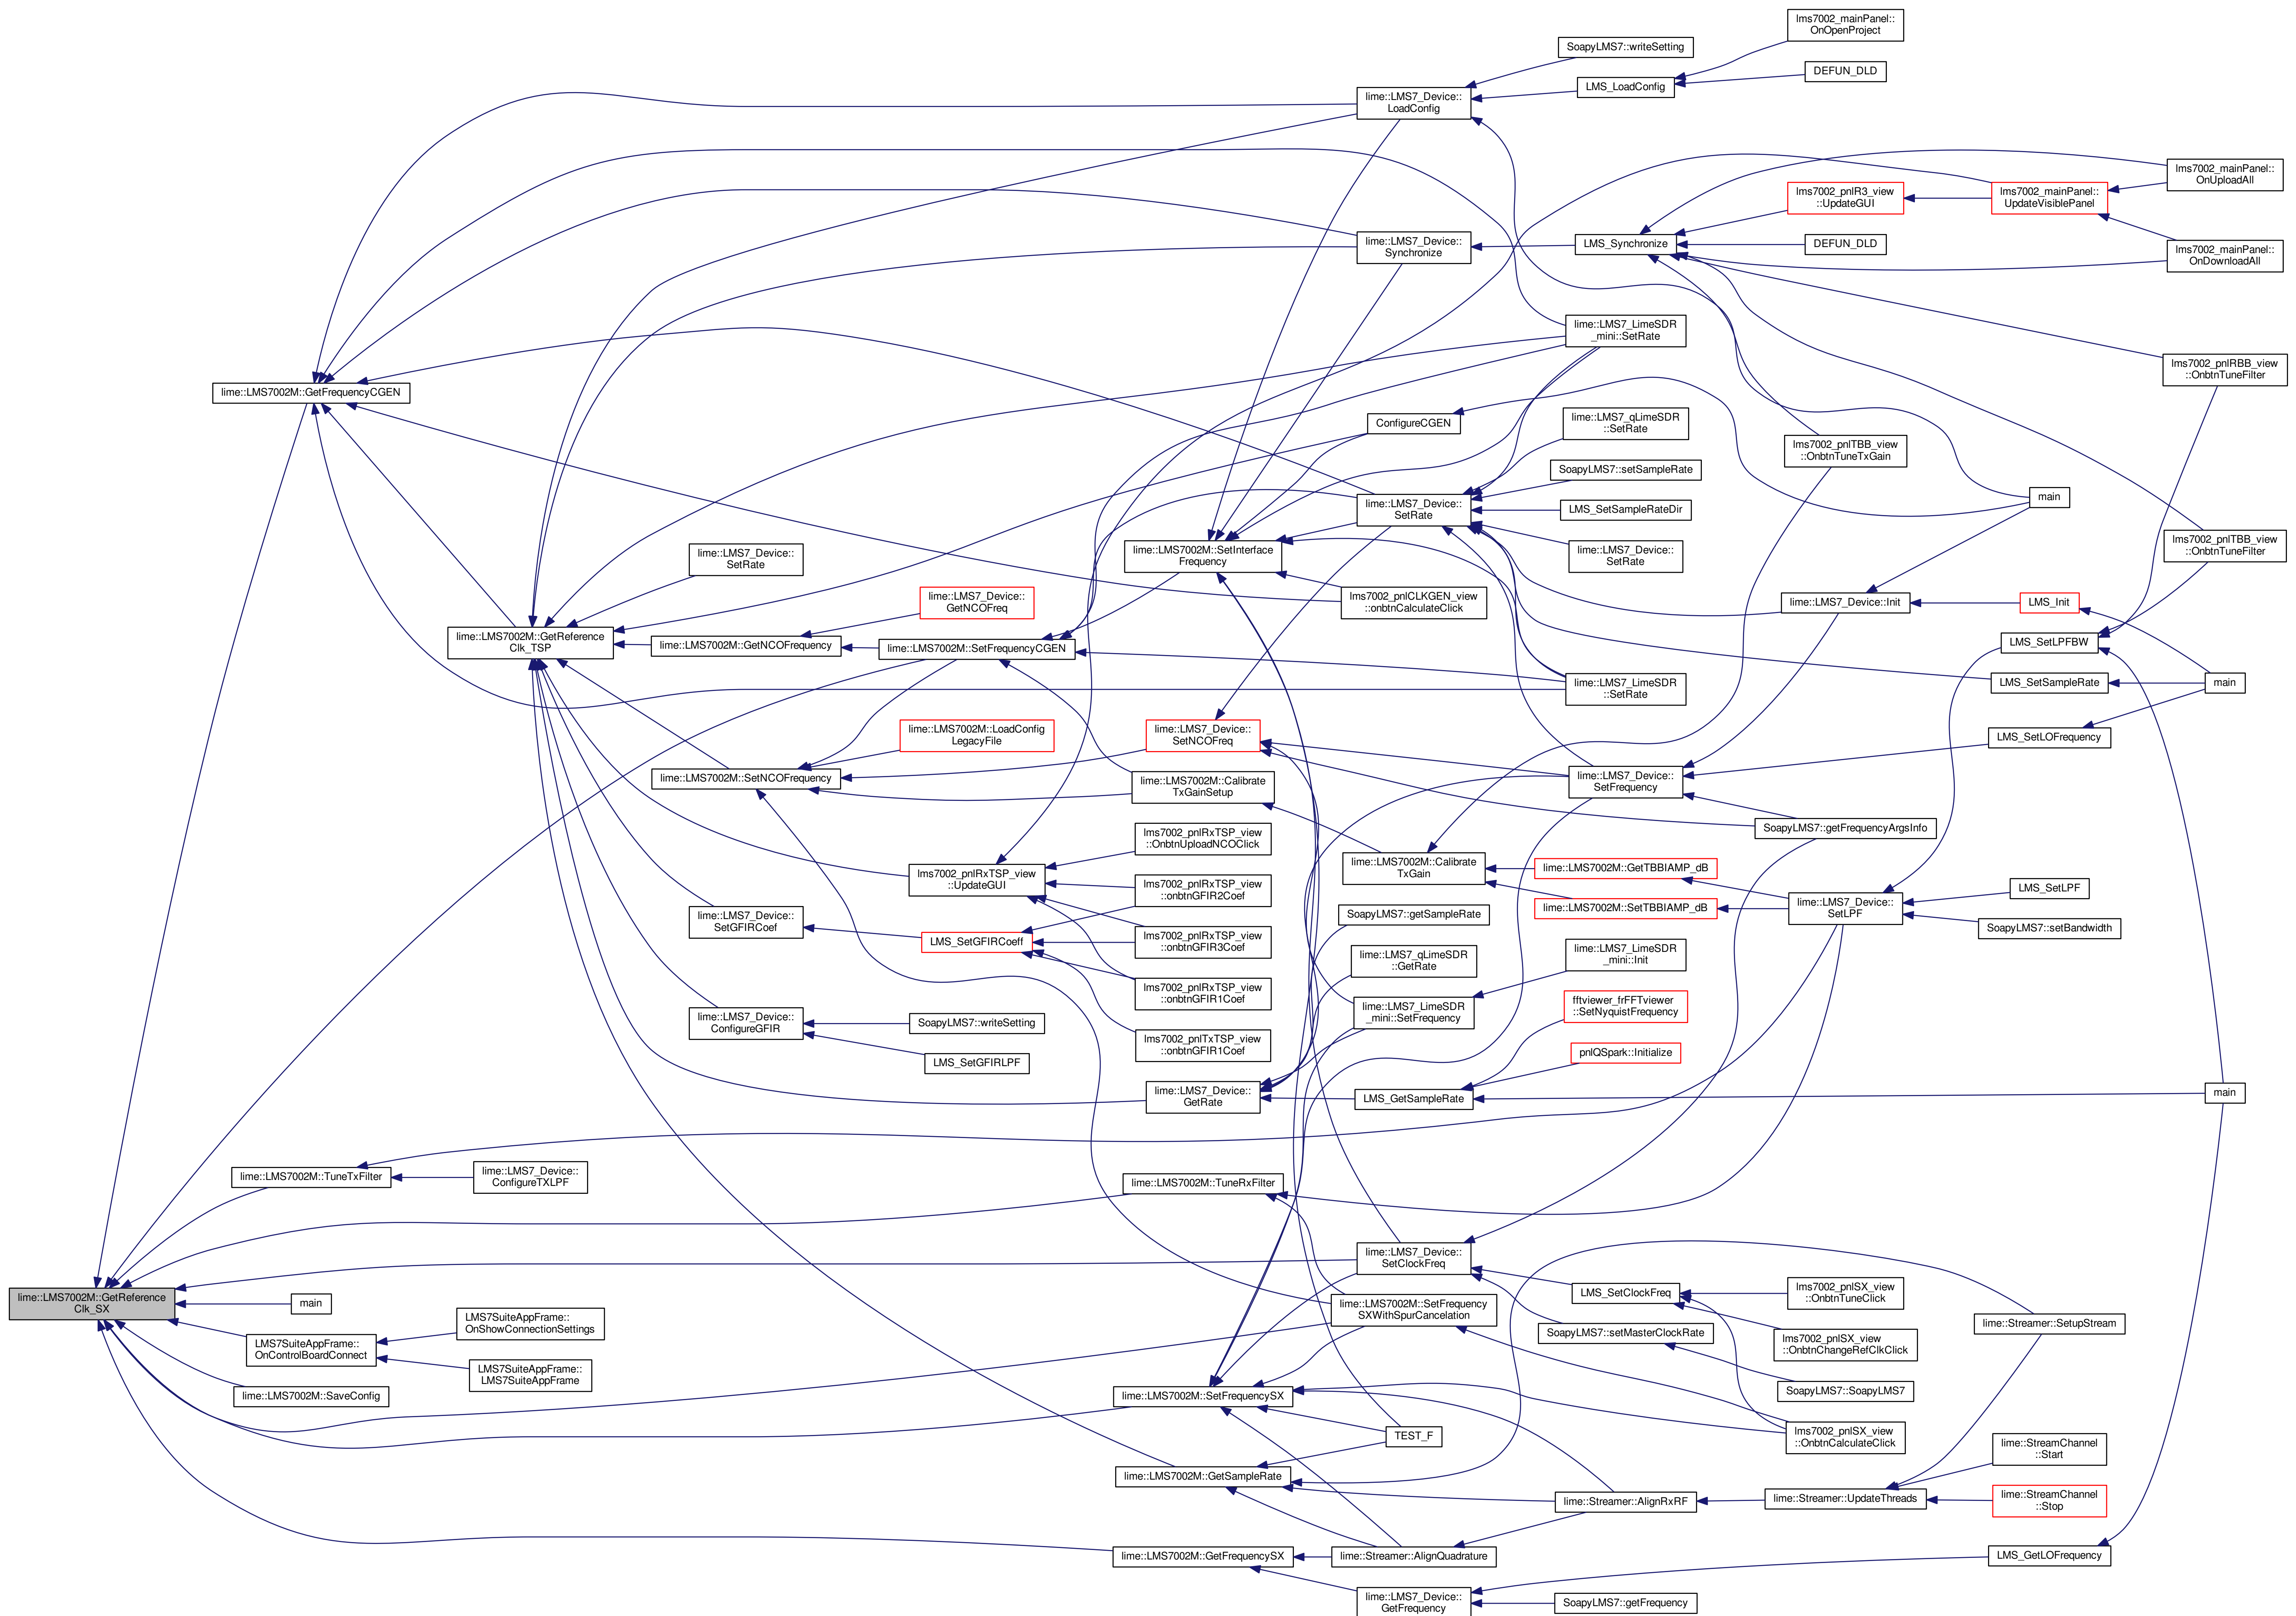 lime::LMS7002M::GetReference
Clk_SX
lime::LMS7002M::GetFrequencyCGEN
lime::LMS7002M::TuneTxFilter
main
LMS7SuiteAppFrame::
OnControlBoardConnect
lime::LMS7002M::SaveConfig
lime::LMS7002M::GetReference
Clk_TSP
lime::LMS7_Device::
ConfigureTXLPF
LMS7SuiteAppFrame::
OnShowConnectionSettings
LMS7SuiteAppFrame::
LMS7SuiteAppFrame
lime::LMS7_Device::
SetRate
lime::LMS7002M::GetNCOFrequency
lime::LMS7002M::SetNCOFrequency
lime::LMS7_Device::
SetGFIRCoef
lime::LMS7_Device::
ConfigureGFIR
lime::LMS7_Device::
GetNCOFreq
lime::LMS7002M::SetFrequencyCGEN
lime::LMS7002M::LoadConfig
LegacyFile
lms7002_pnlRxTSP_view
::UpdateGUI
LMS_SetGFIRCoeff
SoapyLMS7::writeSetting
LMS_SetGFIRLPF
lime::LMS7002M::SetInterface
Frequency
lime::LMS7_Device::
SetNCOFreq
lime::LMS7002M::Calibrate
TxGainSetup
lms7002_pnlRxTSP_view
::OnbtnUploadNCOClick
lms7002_pnlRxTSP_view
::onbtnGFIR2Coef
lms7002_pnlRxTSP_view
::onbtnGFIR3Coef
lms7002_pnlRxTSP_view
::onbtnGFIR1Coef
lms7002_pnlTxTSP_view
::onbtnGFIR1Coef
lime::LMS7_Device::
GetRate
lime::LMS7002M::TuneRxFilter
lime::LMS7002M::SetFrequencySX
lime::LMS7002M::GetSampleRate
lime::LMS7002M::GetFrequencySX
lime::LMS7_Device::
LoadConfig
lime::LMS7_Device::
Synchronize
ConfigureCGEN
lime::LMS7_Device::
SetRate
lms7002_pnlCLKGEN_view
::onbtnCalculateClick
lime::LMS7002M::Calibrate
TxGain
SoapyLMS7::getSampleRate
lime::LMS7_qLimeSDR
::GetRate
lime::LMS7_LimeSDR
_mini::SetFrequency
LMS_GetSampleRate
lime::LMS7_Device::
SetClockFreq
lime::LMS7002M::SetFrequency
SXWithSpurCancelation
TEST_F
lime::Streamer::AlignQuadrature
lime::LMS7_Device::
GetFrequency
SoapyLMS7::writeSetting
LMS_LoadConfig
LMS_Synchronize
lime::LMS7_LimeSDR
_mini::SetRate
lime::LMS7_qLimeSDR
::SetRate
SoapyLMS7::setSampleRate
LMS_SetSampleRateDir
lime::LMS7_Device::
SetRate
lime::LMS7_LimeSDR
::SetRate
lime::LMS7_Device::
SetFrequency
lime::LMS7002M::GetTBBIAMP_dB
lime::LMS7002M::SetTBBIAMP_dB
lime::LMS7_LimeSDR
_mini::Init
fftviewer_frFFTviewer
::SetNyquistFrequency
pnlQSpark::Initialize
LMS_SetClockFreq
SoapyLMS7::setMasterClockRate
lime::Streamer::AlignRxRF
SoapyLMS7::getFrequency
lms7002_mainPanel::
OnOpenProject
DEFUN_DLD
lms7002_pnlR3_view
::UpdateGUI
DEFUN_DLD
lms7002_pnlTBB_view
::OnbtnTuneTxGain
lime::LMS7_Device::Init
SoapyLMS7::getFrequencyArgsInfo
lime::LMS7_Device::
SetLPF
lms7002_pnlSX_view
::OnbtnTuneClick
lms7002_pnlSX_view
::OnbtnChangeRefClkClick
SoapyLMS7::SoapyLMS7
lms7002_pnlSX_view
::OnbtnCalculateClick
lime::Streamer::UpdateThreads
lms7002_mainPanel::
UpdateVisiblePanel
main
LMS_Init
LMS_SetLPFBW
LMS_SetSampleRate
LMS_SetLOFrequency
LMS_SetLPF
SoapyLMS7::setBandwidth
lime::Streamer::SetupStream
lime::StreamChannel
::Start
lime::StreamChannel
::Stop
LMS_GetLOFrequency
lms7002_mainPanel::
OnUploadAll
lms7002_mainPanel::
OnDownloadAll
lms7002_pnlRBB_view
::OnbtnTuneFilter
lms7002_pnlTBB_view
::OnbtnTuneFilter
main
main